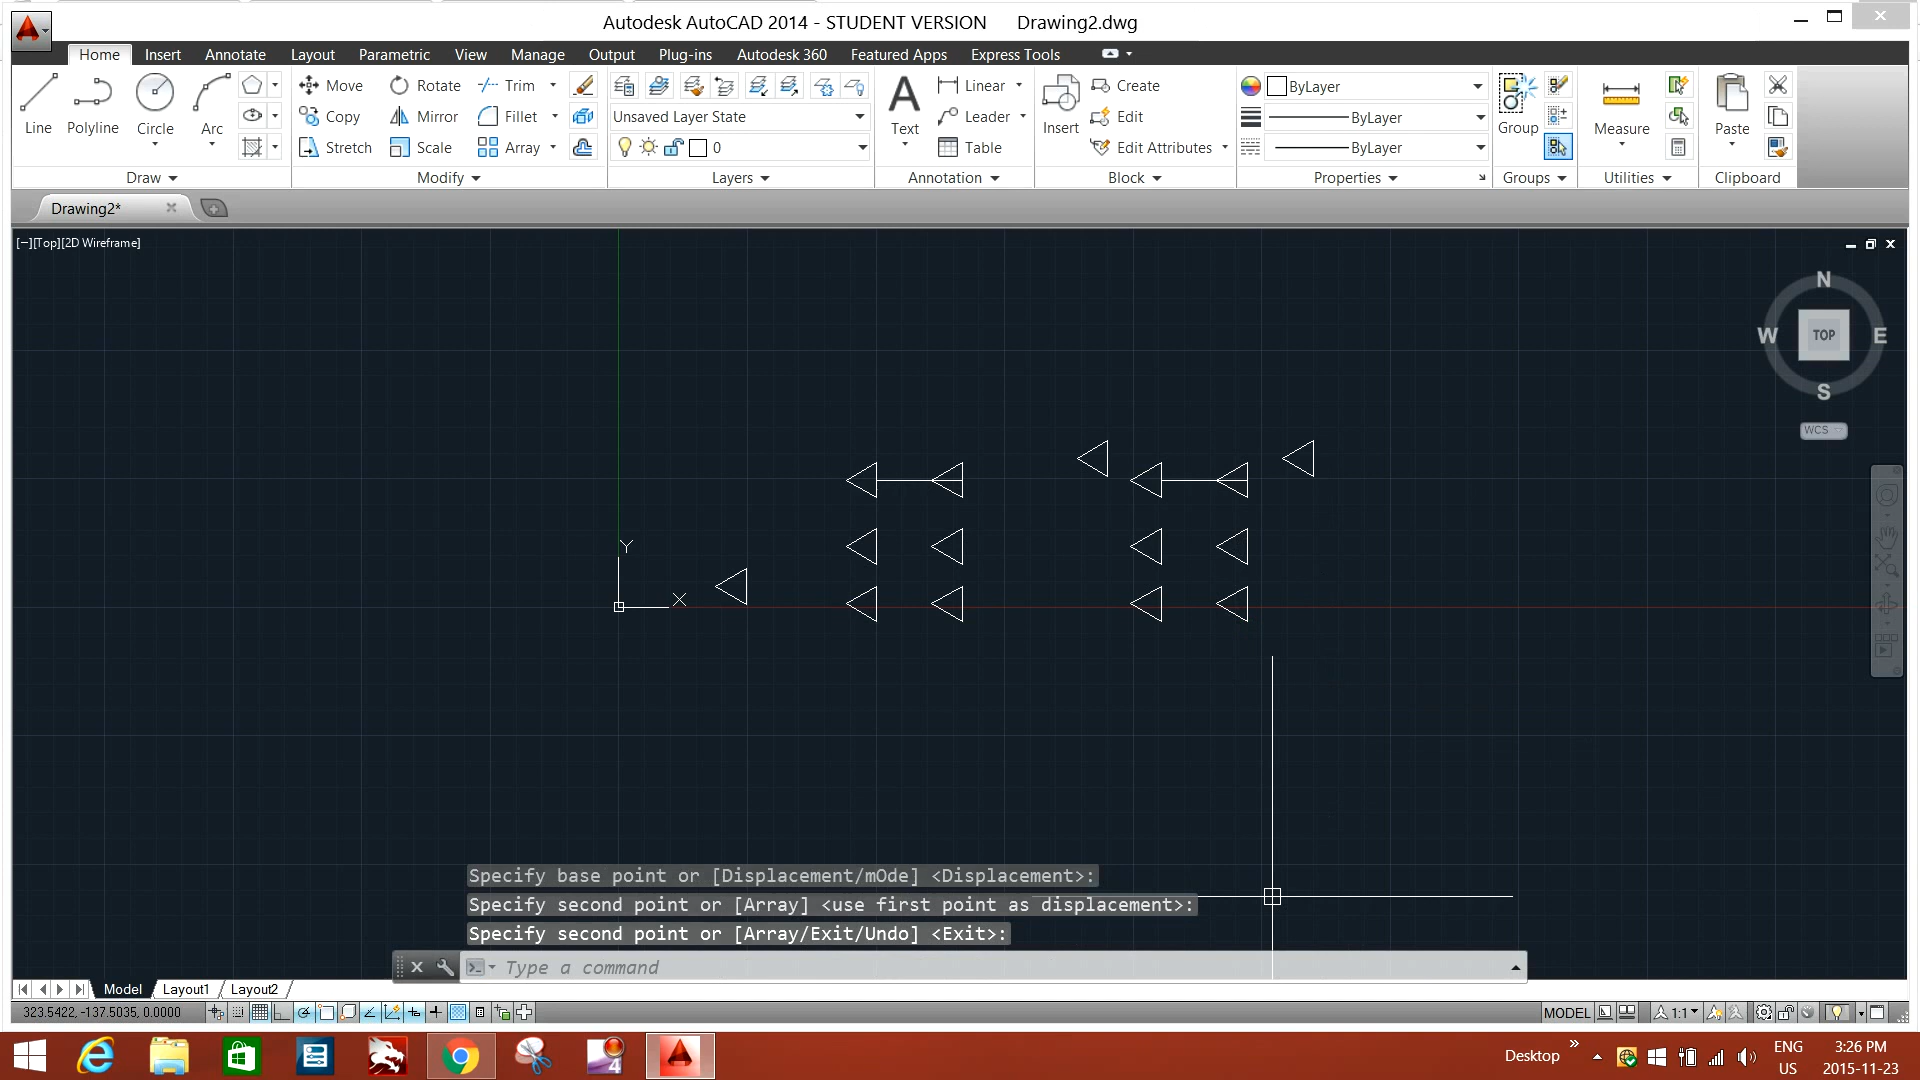 Autodesk AutoCAD 2014 - STUDENT VERSION Drawing2.dwg
Home Insert Annotate Layout Parametric View Manage Output Plug-ins Autodesk 360 Featured Apps Express Tools
Move Rotate Trim Linear Create ByLayer
Unsaved Layer State
Copy Mirror Fillet Leader Edit ByLayer
Line Polyline Circle Arc Text Insert Group Measure Paste
Stretch Scale Array 0 Table Edit Attributes ByLayer
Draw Modify Layers Annotation Block Properties Groups Utilities Clipboard
Drawing2*
[−][Top][2D Wireframe]
N
W TOP E
S
WCS
Y
X
Specify base point or [Displacement/mOde] <Displacement>:
Specify second point or [Array] <use first point as displacement>:
Specify second point or [Array/Exit/Undo] <Exit>:
Type a command
Model Layout1 Layout2
323.5422, -137.5035, 0.0000 MODEL 1:1
Desktop
ENG
US
3:26 PM
2015-11-23